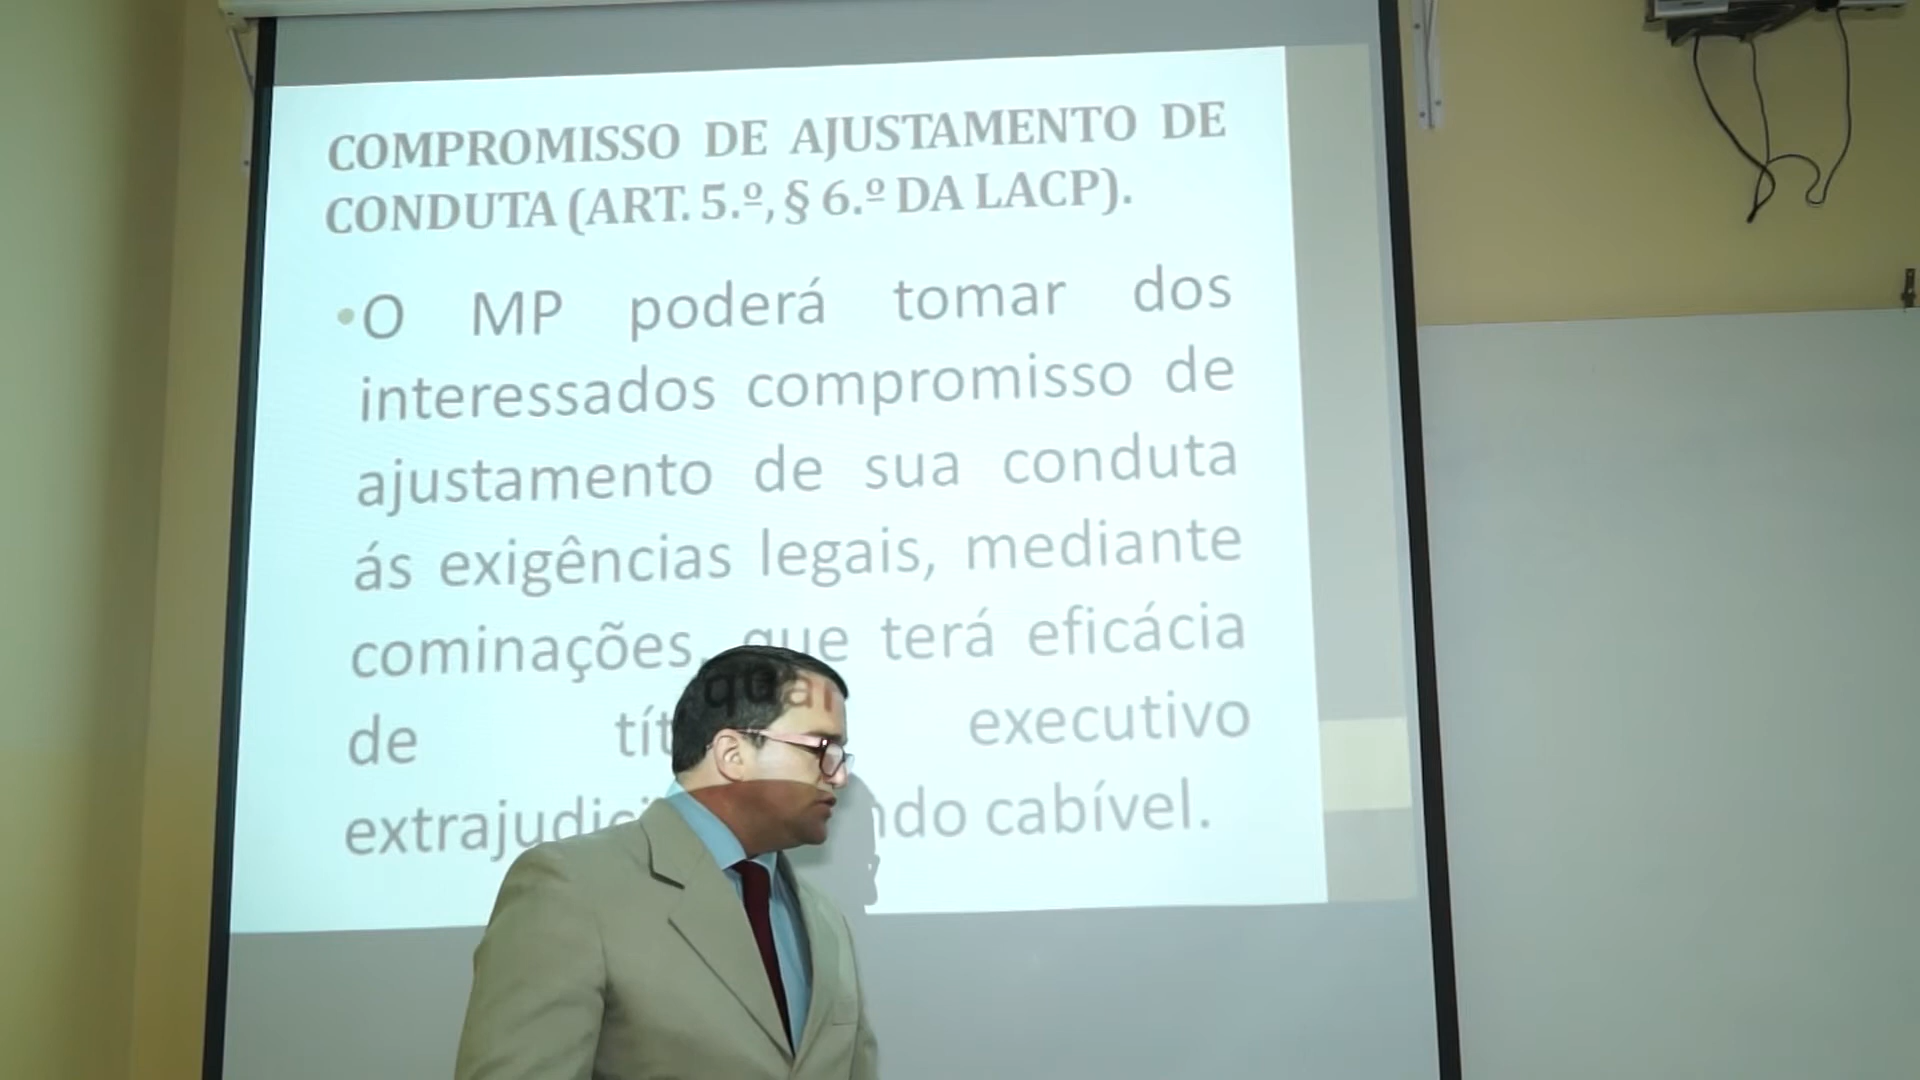 COMPROMISSO DE AJUSTAMENTO DE
CONDUTA (ART. 5.º, § 6.º DA LACP).
•O MP poderá tomar dos
interessados compromisso de
ajustamento de sua conduta
ás exigências legais, mediante
cominações, que terá eficácia
de executivo
cabível.